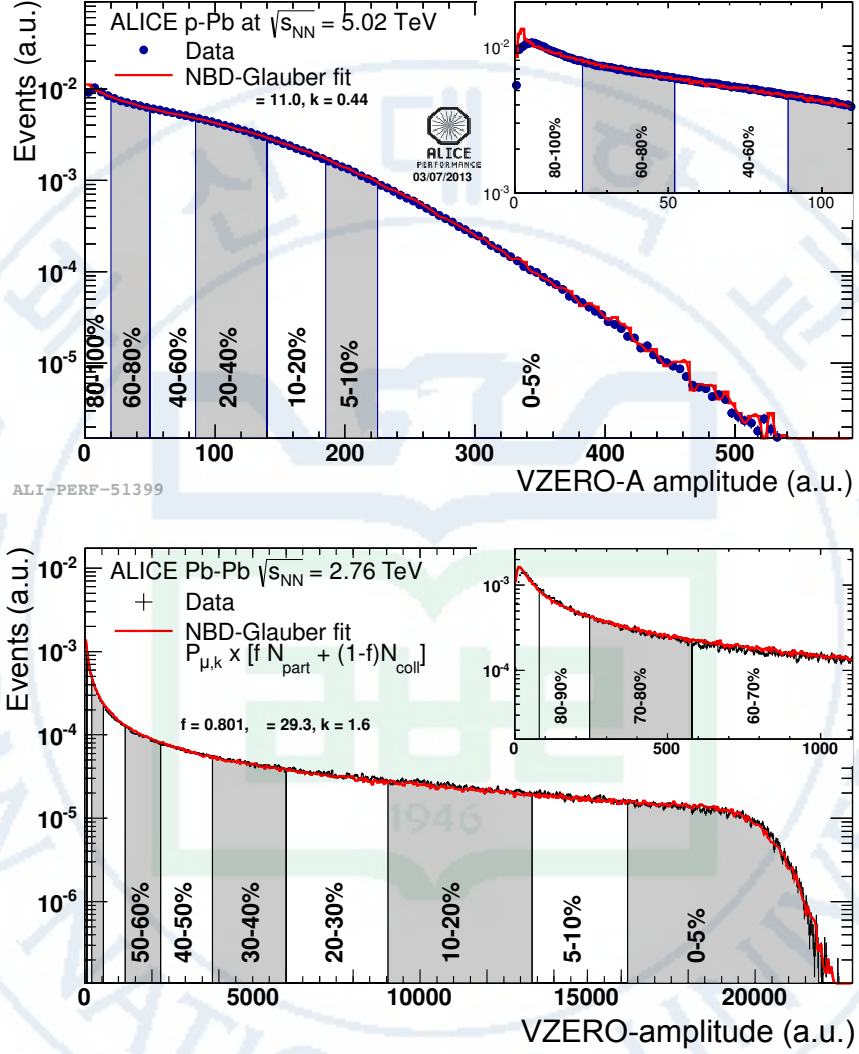 ALICE p-Pb at √s_NN = 5.02 TeV
Data
NBD-Glauber fit
= 11.0, k = 0.44
ALICE
PERFORMANCE
03/07/2013
Events (a.u.)
10⁻²
10⁻³
10⁻⁴
10⁻⁵
80-100%
60-80%
40-60%
20-40%
10-20%
5-10%
0-5%
0 100 200 300 400 500
VZERO-A amplitude (a.u.)
ALI-PERF-51399
10⁻²
10⁻³
80-100%
60-80%
40-60%
0 50 100
ALICE Pb-Pb √s_NN = 2.76 TeV
Data
NBD-Glauber fit
P_μ,k x [f N_part + (1-f)N_coll]
f = 0.801, = 29.3, k = 1.6
Events (a.u.)
10⁻²
10⁻³
10⁻⁴
10⁻⁵
10⁻⁶
50-60%
40-50%
30-40%
20-30%
10-20%
5-10%
0-5%
0 5000 10000 15000 20000
VZERO-amplitude (a.u.)
10⁻³
10⁻⁴
80-90%
70-80%
60-70%
0 500 1000
1946